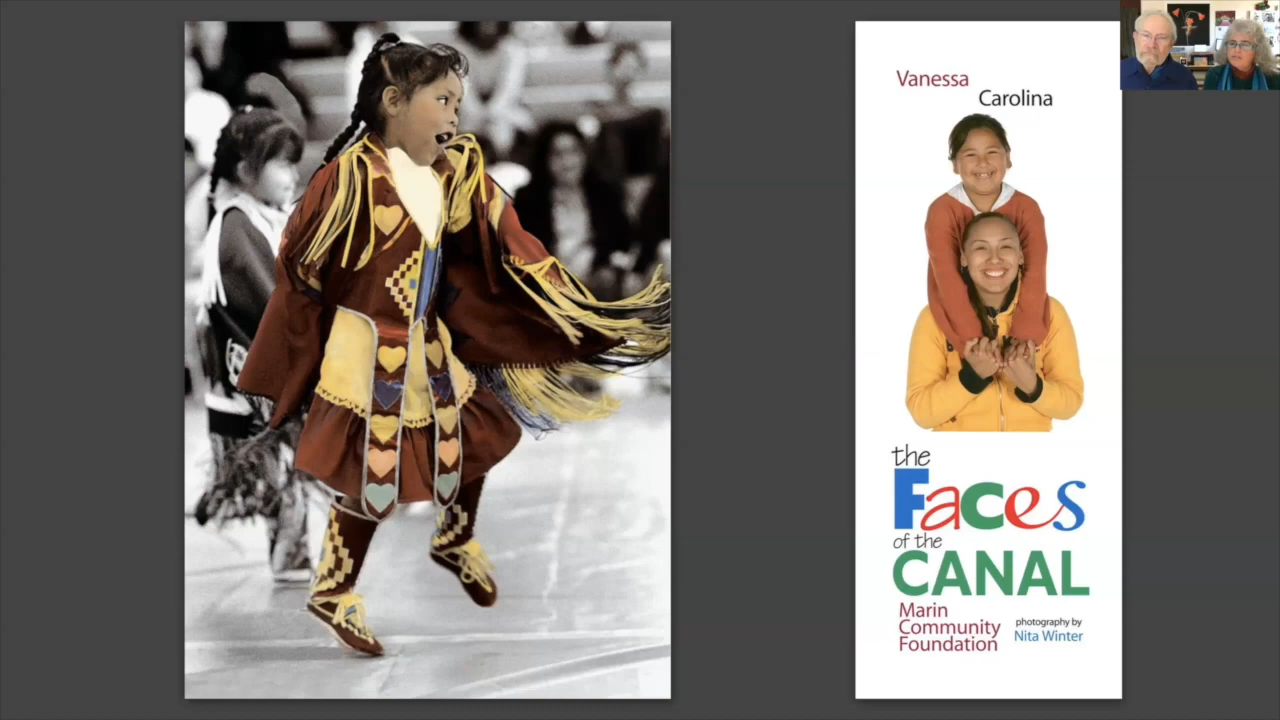 Vanessa
Carolina
the
Faces
of the
CANAL
Marin
Community
Foundation
photography by
Nita Winter